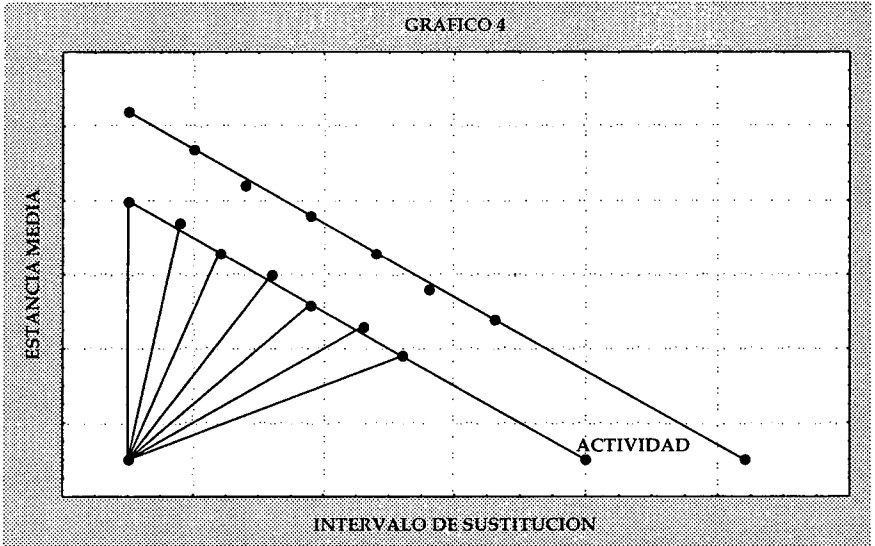 GRAFICO 4
ESTANCIA MEDIA
ACTIVIDAD
INTERVALO DE SUSTITUCION